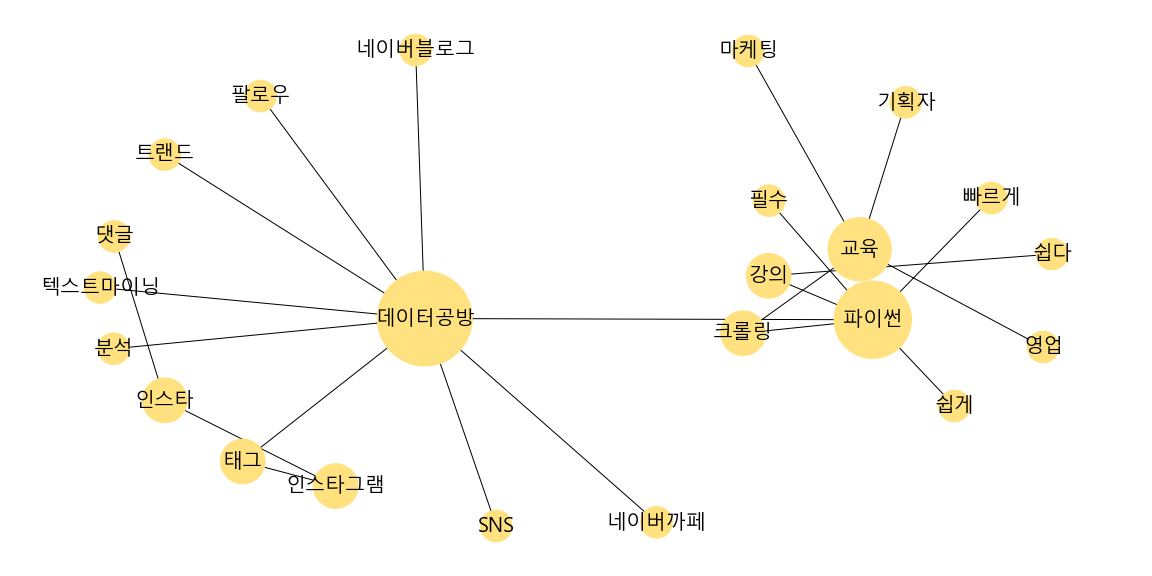 네이버블로그
마케팅
팔로우
기획자
트랜드
필수
빠르게
댓글
교육
쉽다
강의
텍스트마이닝
데이터공방
파이썬
크롤링
분석
영업
인스타
쉽게
태그
인스타그램
SNS
네이버까페